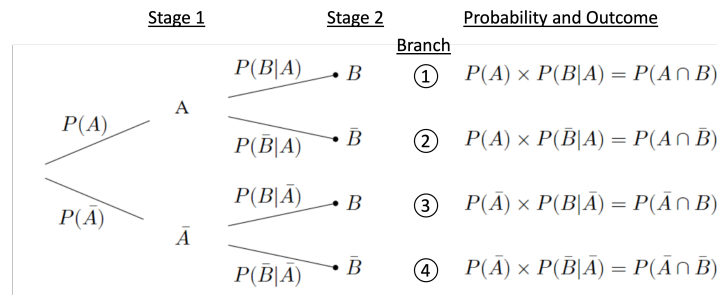 Stage 1 Stage 2 Probability and Outcome
Branch
P(B|A) B ① P(A) × P(B|A) = P(A ∩ B)
A
P(A)
P(B̄|A) B̄ ② P(A) × P(B̄|A) = P(A ∩ B̄)
P(B|Ā) B ③ P(Ā) × P(B|Ā) = P(Ā ∩ B)
P(Ā)
Ā
P(B̄|Ā) B̄ ④ P(Ā) × P(B̄|Ā) = P(Ā ∩ B̄)